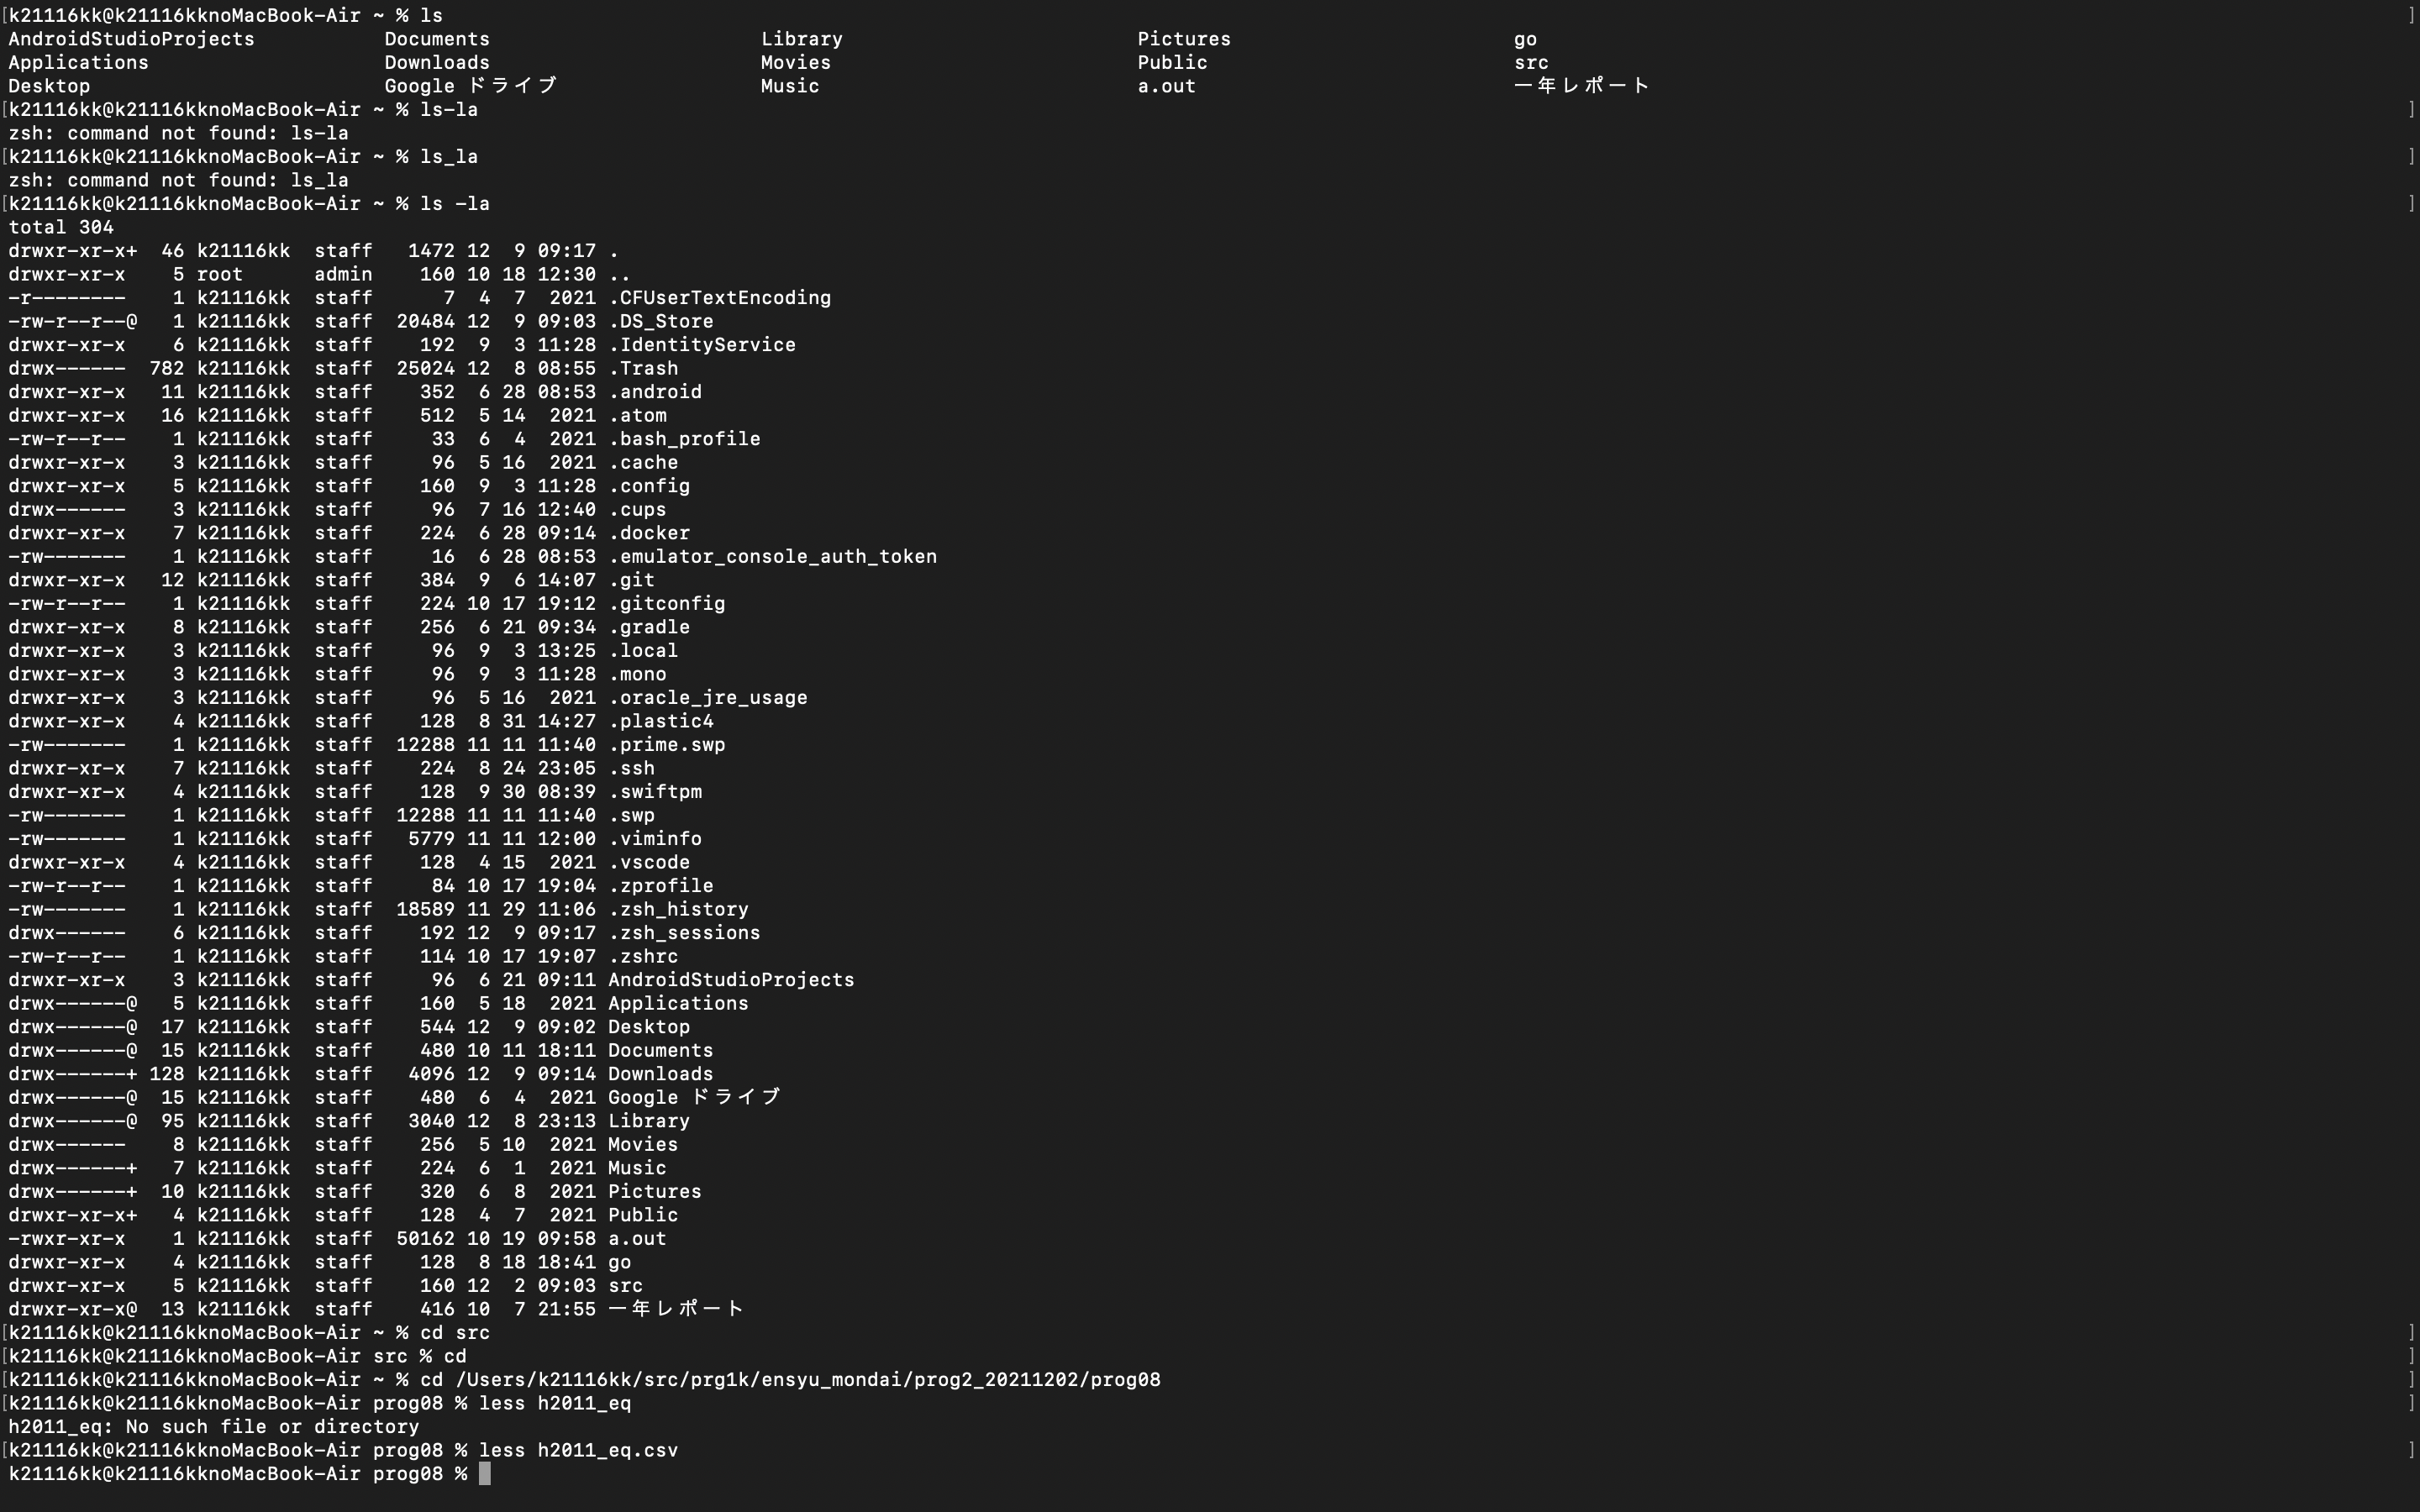 [k21116kk@k21116kknoMacBook-Air ~ % ls ]
AndroidStudioProjects Documents Library Pictures go
Applications Downloads Movies Public src
Desktop Google ドライブ Music a.out 一年レポート
[k21116kk@k21116kknoMacBook-Air ~ % ls-la ]
zsh: command not found: ls-la
[k21116kk@k21116kknoMacBook-Air ~ % ls_la ]
zsh: command not found: ls_la
[k21116kk@k21116kknoMacBook-Air ~ % ls -la ]
total 304
drwxr-xr-x+ 46 k21116kk staff 1472 12 9 09:17 .
drwxr-xr-x 5 root admin 160 10 18 12:30 ..
-r-------- 1 k21116kk staff 7 4 7 2021 .CFUserTextEncoding
-rw-r--r--@ 1 k21116kk staff 20484 12 9 09:03 .DS_Store
drwxr-xr-x 6 k21116kk staff 192 9 3 11:28 .IdentityService
drwx------ 782 k21116kk staff 25024 12 8 08:55 .Trash
drwxr-xr-x 11 k21116kk staff 352 6 28 08:53 .android
drwxr-xr-x 16 k21116kk staff 512 5 14 2021 .atom
-rw-r--r-- 1 k21116kk staff 33 6 4 2021 .bash_profile
drwxr-xr-x 3 k21116kk staff 96 5 16 2021 .cache
drwxr-xr-x 5 k21116kk staff 160 9 3 11:28 .config
drwx------ 3 k21116kk staff 96 7 16 12:40 .cups
drwxr-xr-x 7 k21116kk staff 224 6 28 09:14 .docker
-rw------- 1 k21116kk staff 16 6 28 08:53 .emulator_console_auth_token
drwxr-xr-x 12 k21116kk staff 384 9 6 14:07 .git
-rw-r--r-- 1 k21116kk staff 224 10 17 19:12 .gitconfig
drwxr-xr-x 8 k21116kk staff 256 6 21 09:34 .gradle
drwxr-xr-x 3 k21116kk staff 96 9 3 13:25 .local
drwxr-xr-x 3 k21116kk staff 96 9 3 11:28 .mono
drwxr-xr-x 3 k21116kk staff 96 5 16 2021 .oracle_jre_usage
drwxr-xr-x 4 k21116kk staff 128 8 31 14:27 .plastic4
-rw------- 1 k21116kk staff 12288 11 11 11:40 .prime.swp
drwxr-xr-x 7 k21116kk staff 224 8 24 23:05 .ssh
drwxr-xr-x 4 k21116kk staff 128 9 30 08:39 .swiftpm
-rw------- 1 k21116kk staff 12288 11 11 11:40 .swp
-rw------- 1 k21116kk staff 5779 11 11 12:00 .viminfo
drwxr-xr-x 4 k21116kk staff 128 4 15 2021 .vscode
-rw-r--r-- 1 k21116kk staff 84 10 17 19:04 .zprofile
-rw------- 1 k21116kk staff 18589 11 29 11:06 .zsh_history
drwx------ 6 k21116kk staff 192 12 9 09:17 .zsh_sessions
-rw-r--r-- 1 k21116kk staff 114 10 17 19:07 .zshrc
drwxr-xr-x 3 k21116kk staff 96 6 21 09:11 AndroidStudioProjects
drwx------@ 5 k21116kk staff 160 5 18 2021 Applications
drwx------@ 17 k21116kk staff 544 12 9 09:02 Desktop
drwx------@ 15 k21116kk staff 480 10 11 18:11 Documents
drwx------+ 128 k21116kk staff 4096 12 9 09:14 Downloads
drwx------@ 15 k21116kk staff 480 6 4 2021 Google ドライブ
drwx------@ 95 k21116kk staff 3040 12 8 23:13 Library
drwx------ 8 k21116kk staff 256 5 10 2021 Movies
drwx------+ 7 k21116kk staff 224 6 1 2021 Music
drwx------+ 10 k21116kk staff 320 6 8 2021 Pictures
drwxr-xr-x+ 4 k21116kk staff 128 4 7 2021 Public
-rwxr-xr-x 1 k21116kk staff 50162 10 19 09:58 a.out
drwxr-xr-x 4 k21116kk staff 128 8 18 18:41 go
drwxr-xr-x 5 k21116kk staff 160 12 2 09:03 src
drwxr-xr-x@ 13 k21116kk staff 416 10 7 21:55 一年レポート
[k21116kk@k21116kknoMacBook-Air ~ % cd src ]
[k21116kk@k21116kknoMacBook-Air src % cd ]
[k21116kk@k21116kknoMacBook-Air ~ % cd /Users/k21116kk/src/prg1k/ensyu_mondai/prog2_20211202/prog08 ]
[k21116kk@k21116kknoMacBook-Air prog08 % less h2011_eq ]
h2011_eq: No such file or directory
[k21116kk@k21116kknoMacBook-Air prog08 % less h2011_eq.csv ]
k21116kk@k21116kknoMacBook-Air prog08 %